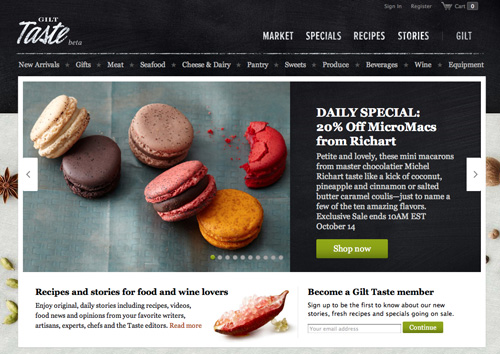 Sign In Register Cart 0
GILT
Taste beta
MARKET SPECIALS RECIPES STORIES GILT
New Arrivals Gifts Meat Seafood Cheese & Dairy Pantry Sweets Produce Beverages Wine Equipment
DAILY SPECIAL:
20% Off MicroMacs
from Richart
Petite and lovely, these mini macarons
from master chocolatier Michel
Richart taste like a kick of coconut,
pineapple and cinnamon or salted
butter caramel coulis—just to name a
few of the ten amazing flavors.
Exclusive Sale ends 10AM EST
October 14
Shop now
Recipes and stories for food and wine lovers
Enjoy original, daily stories including recipes, videos,
food news and opinions from your favorite writers,
artisans, experts, chefs and the Taste editors. Read more
Become a Gilt Taste member
Sign up to be the first to know about our new
stories, fresh recipes and specials going on sale.
Your email address Continue